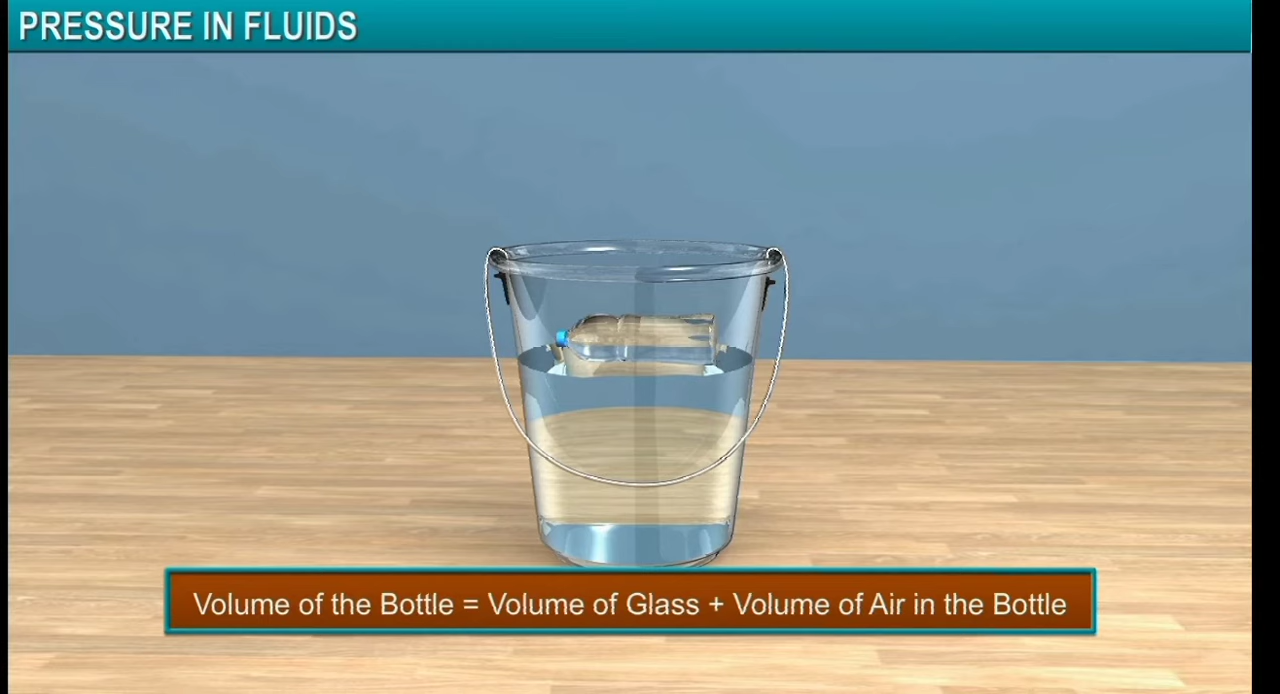 PRESSURE IN FLUIDS
Volume of the Bottle = Volume of Glass + Volume of Air in the Bottle